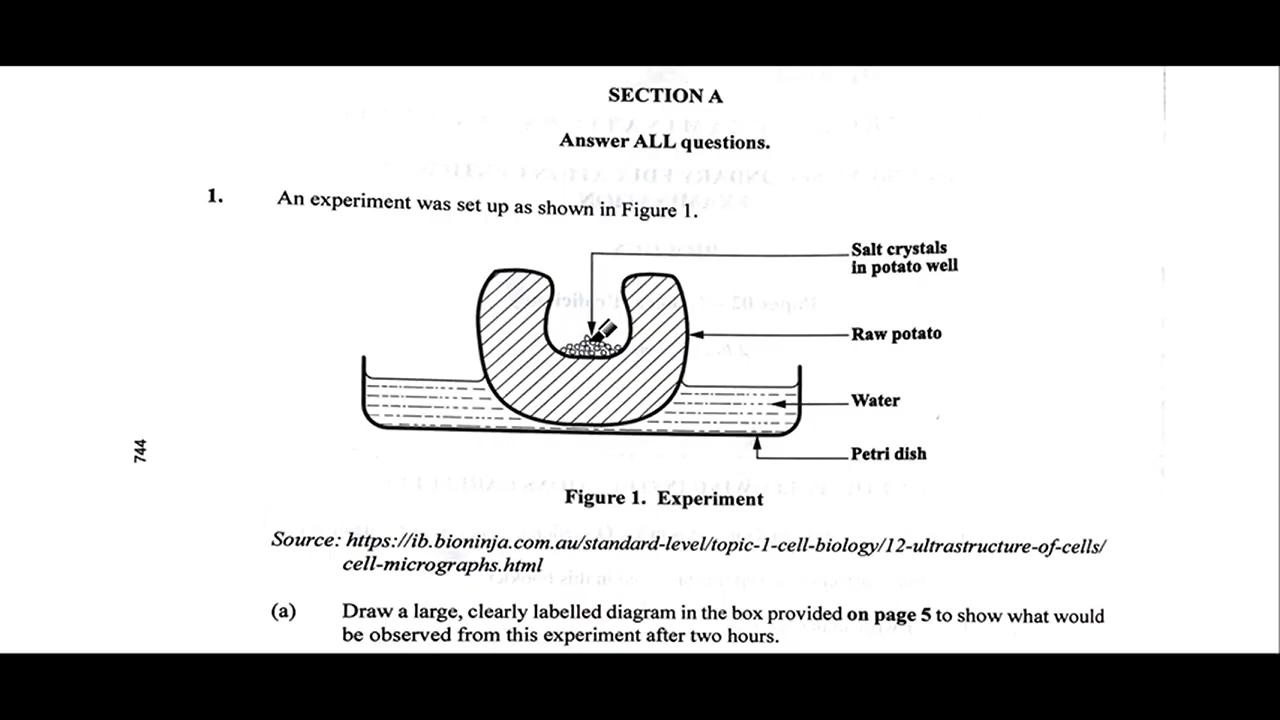 SECTION A
Answer ALL questions.
1. An experiment was set up as shown in Figure 1.
Salt crystals
in potato well
Raw potato
Water
Petri dish
744
Figure 1. Experiment
Source: https://ib.bioninja.com.au/standard-level/topic-1-cell-biology/12-ultrastructure-of-cells/
cell-micrographs.html
(a) Draw a large, clearly labelled diagram in the box provided on page 5 to show what would
be observed from this experiment after two hours.